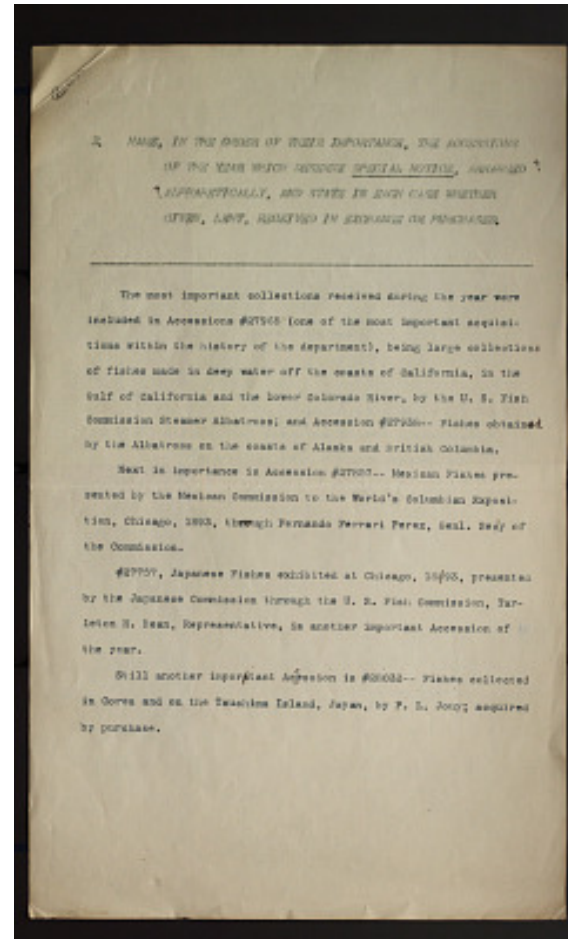 2. NAME, IN THE ORDER OF THEIR IMPORTANCE, THE ACCESSIONS
OF THE YEAR WHICH DESERVE SPECIAL NOTICE, ARRANGED
ALPHABETICALLY, AND STATE IN EACH CASE WHETHER
GIVEN, LENT, RECEIVED IN EXCHANGE OR PURCHASED.
The most important collections received during the year were
included in Accessions (one of the most important acquisi-
tions within the history of the department), being large collections
of fishes made in deep water off the coasts of California, in the
Gulf of California and the lower Colorado River, by the U. S. Fish
Commission Steamer Albatross; and Accession -- Fishes obtained
by the Albatross on the coasts of Alaska and British Columbia.
Next in importance is Accession -- Mexican Fishes pre-
sented by the Mexican Commission to the World's Columbian Exposi-
tion, Chicago, 1893, through Fernando Ferrari Perez, Genl. Secy of
the Commission.
#27757, Japanese Fishes exhibited at Chicago, 1893, presented
by the Japanese Commission through the U. S. Fish Commission, Tar-
leton H. Bean, Representative, is another important Accession of
the year.
Still another important Accession is -- Fishes collected
in Corea and on the Tsushima Island, Japan, by P. L. Jouy; acquired
by purchase.